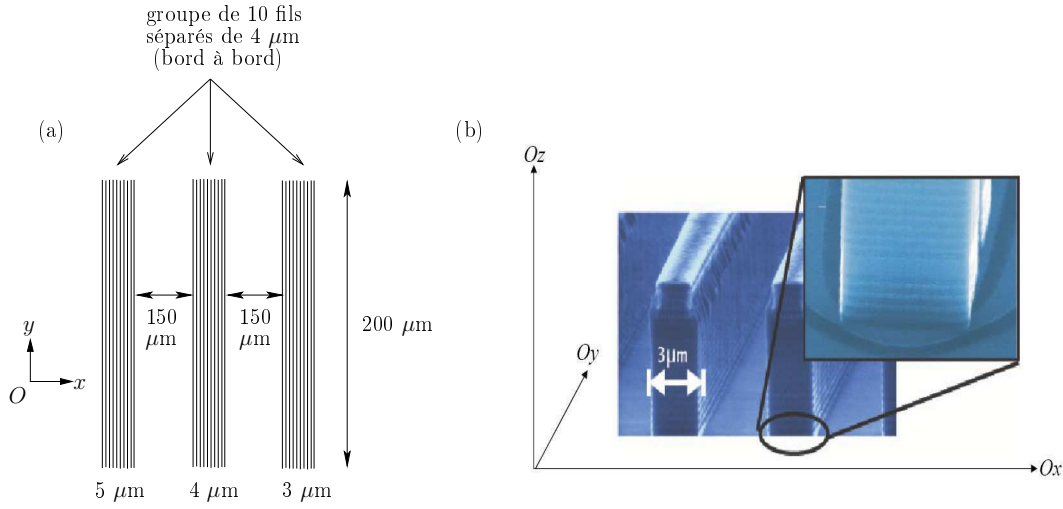 groupe de 10 fils
séparés de 4 µm
(bord à bord)
(a)
150
µm
150
µm
200 µm
y
O
x
5 µm
4 µm
3 µm
(b)
Oz
Oy
3µm
Ox